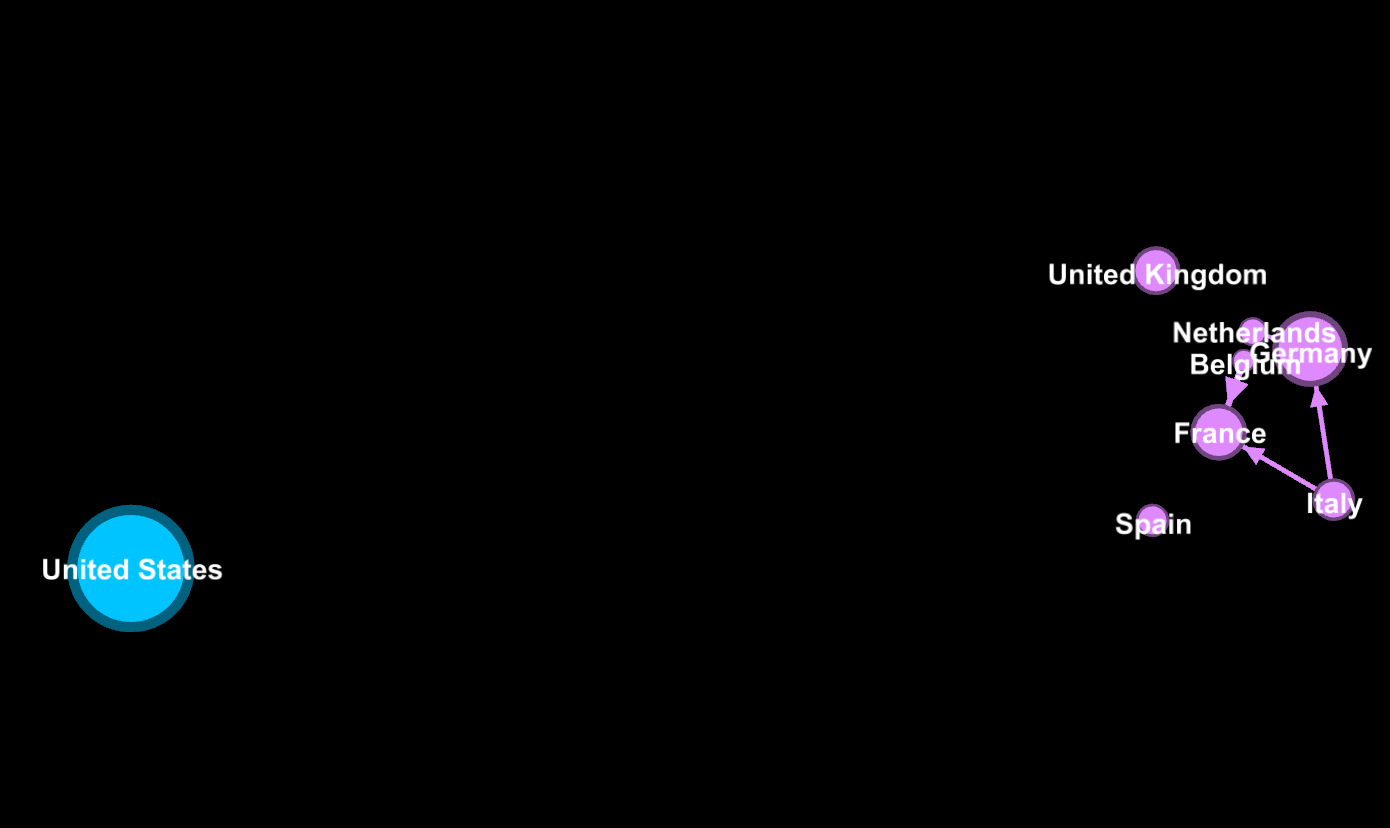 United Kingdom
Netherlands
Germany
Belgium
France
Italy
Spain
United States